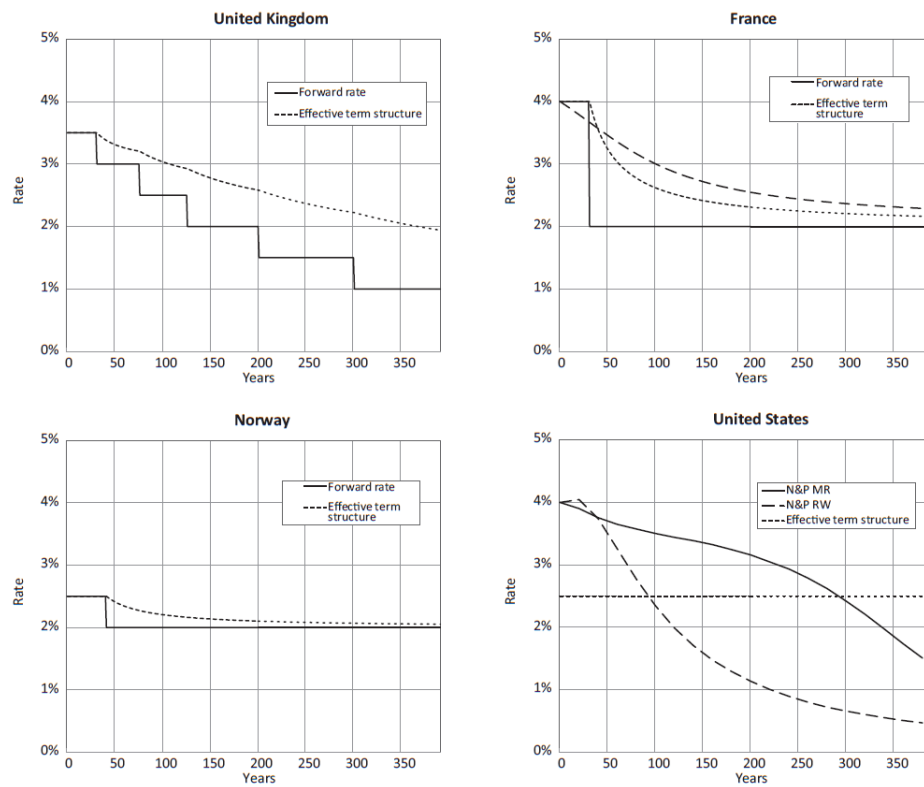 United Kingdom
5%
4%
3%
2%
1%
0%
Rate
0 50 100 150 200 250 300 350
Years
Forward rate
Effective term structure
France
5%
4%
3%
2%
1%
0%
Rate
0 50 100 150 200 250 300 350
Years
Forward rate
Effective term
structure
Norway
5%
4%
3%
2%
1%
0%
Rate
0 50 100 150 200 250 300 350
Years
Forward rate
Effective term
structure
United States
5%
4%
3%
2%
1%
0%
Rate
0 50 100 150 200 250 300 350
Years
N&P MR
N&P RW
Effective term structure